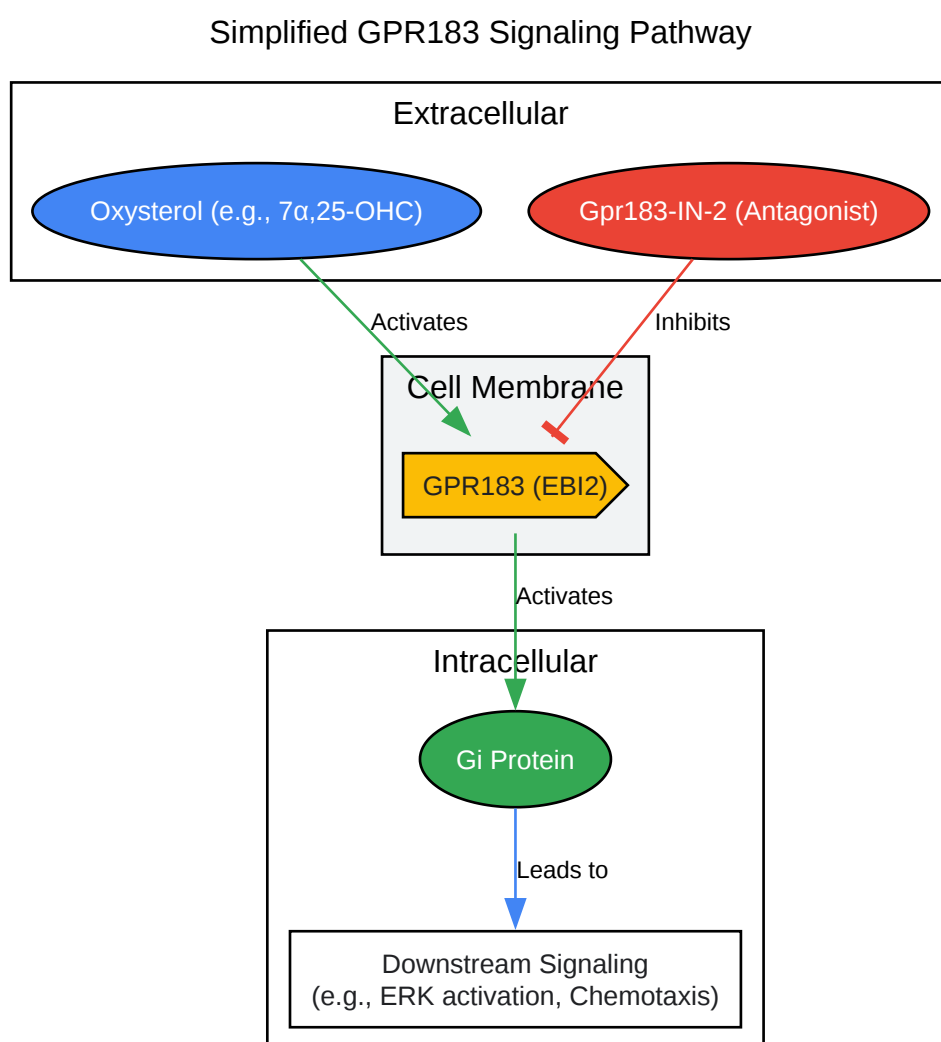 Simplified GPR183 Signaling Pathway
Extracellular
Oxysterol (e.g., 7α,25-OHC)
Gpr183-IN-2 (Antagonist)
Activates
Inhibits
Cell Membrane
GPR183 (EBI2)
Activates
Intracellular
Gi Protein
Leads to
Downstream Signaling
(e.g., ERK activation, Chemotaxis)